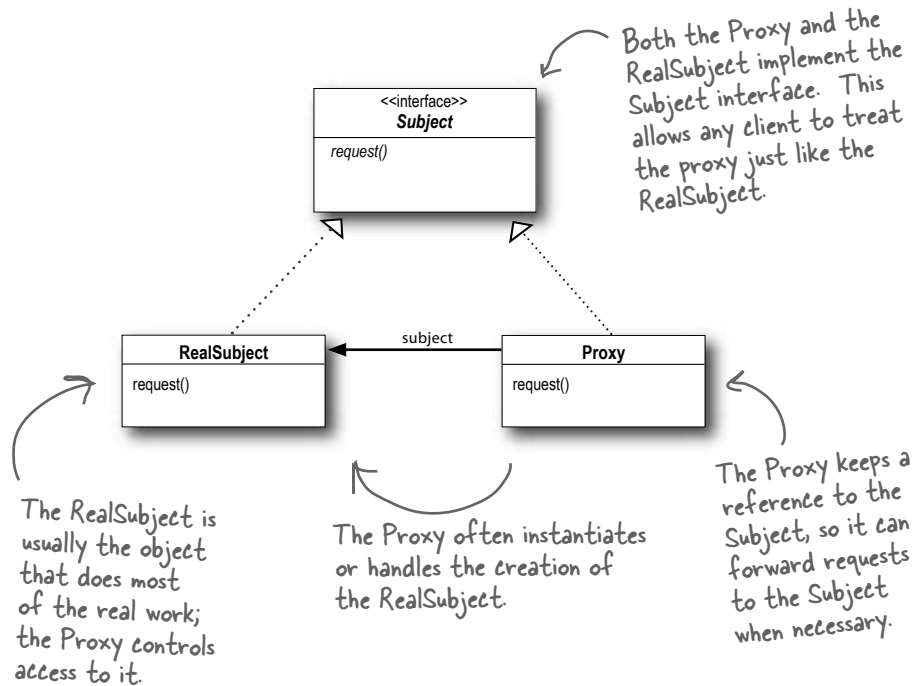 Both the Proxy and the
RealSubject implement the
Subject interface. This
allows any client to treat
the proxy just like the
RealSubject.
<<interface>>
Subject
request()
RealSubject
request()
subject
Proxy
request()
The RealSubject is
usually the object
that does most
of the real work;
the Proxy controls
access to it.
The Proxy often instantiates
or handles the creation of
the RealSubject.
The Proxy keeps a
reference to the
Subject, so it can
forward requests
to the Subject
when necessary.